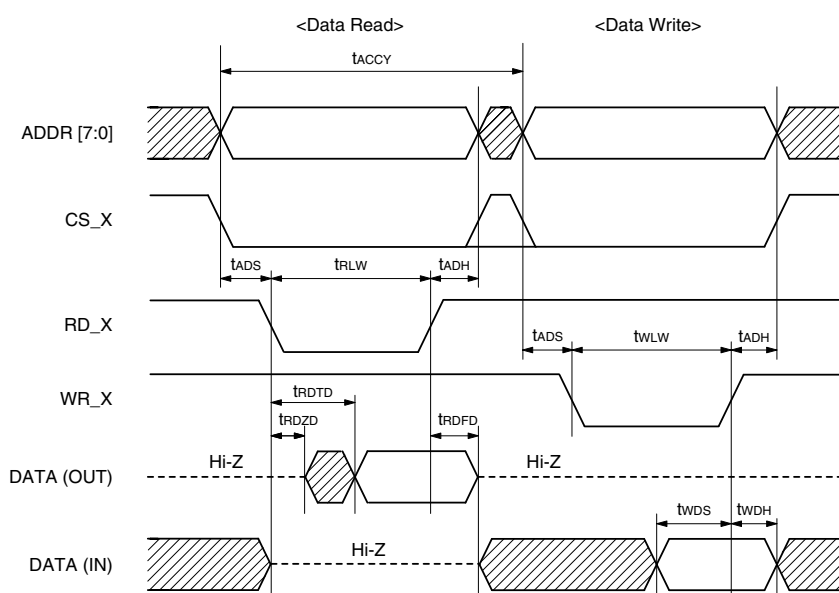 <Data Read> <Data Write>
tACCY
ADDR [7:0]
CS_X
tADS tRLW tADH
RD_X
tADS tWLW tADH
WR_X
tRDTD
tRDZD tRDFD
Hi-Z Hi-Z
DATA (OUT)
tWDS tWDH
Hi-Z
DATA (IN)